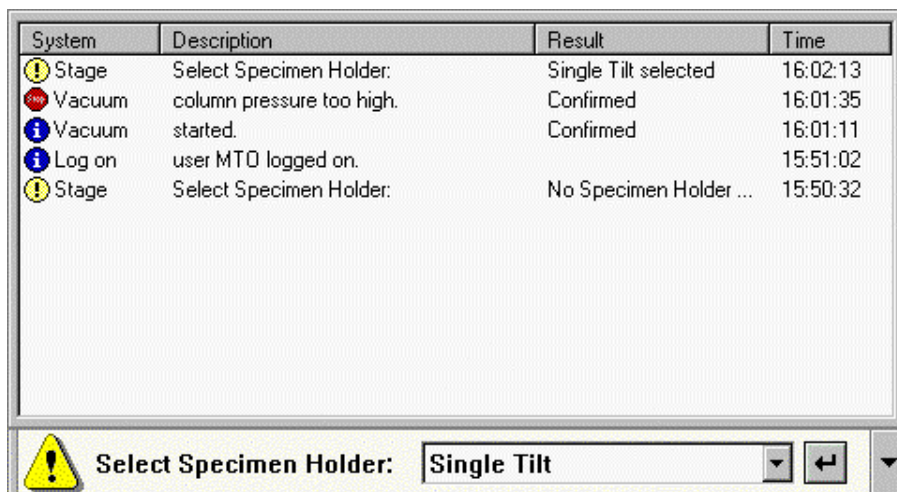 System Description Result Time
Stage Select Specimen Holder: Single Tilt selected 16:02:13
Stop Vacuum column pressure too high. Confirmed 16:01:35
Vacuum started. Confirmed 16:01:11
Log on user MTO logged on. 15:51:02
Stage Select Specimen Holder: No Specimen Holder ... 15:50:32
Select Specimen Holder: Single Tilt